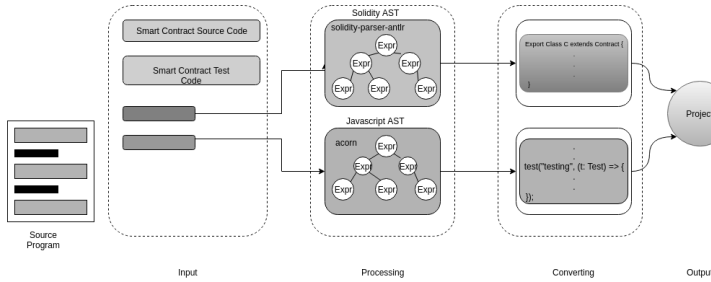 Solidity AST
solidity-parser-antlr
Smart Contract Source Code
Smart Contract Test
Code
Expr
Expr
Expr
Expr
Expr
Expr
Export Class C extends Contract {
.
.
.
}
Project
Javascript AST
acorn
Expr
Expr
Expr
Expr
Expr
Expr
.
.
test("testing", (t: Test) => {
.
.
});
Source
Program
Input
Processing
Converting
Output